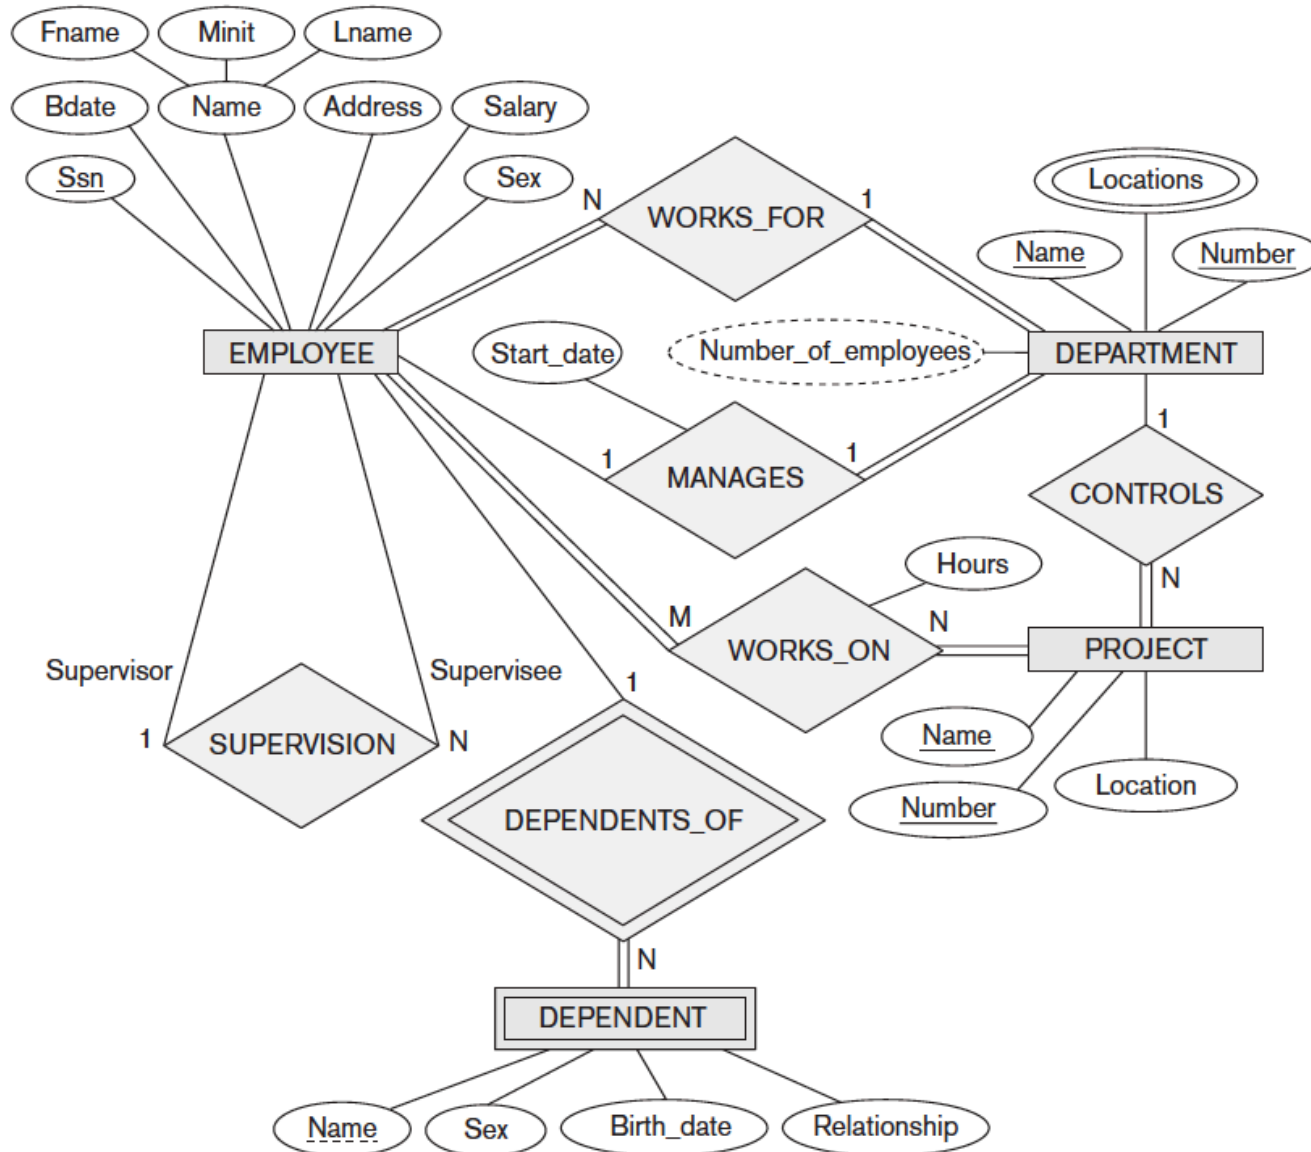 Fname Minit Lname
Bdate Name Address Salary
Ssn Sex
N WORKS_FOR 1
Locations
Name Number
EMPLOYEE Start_date Number_of_employees DEPARTMENT
1 MANAGES 1
1
CONTROLS
N
Hours
M WORKS_ON N
PROJECT
Name
Number
Location
Supervisor Supervisee
1 SUPERVISION N
1
DEPENDENTS_OF
N
DEPENDENT
Name Sex Birth_date Relationship